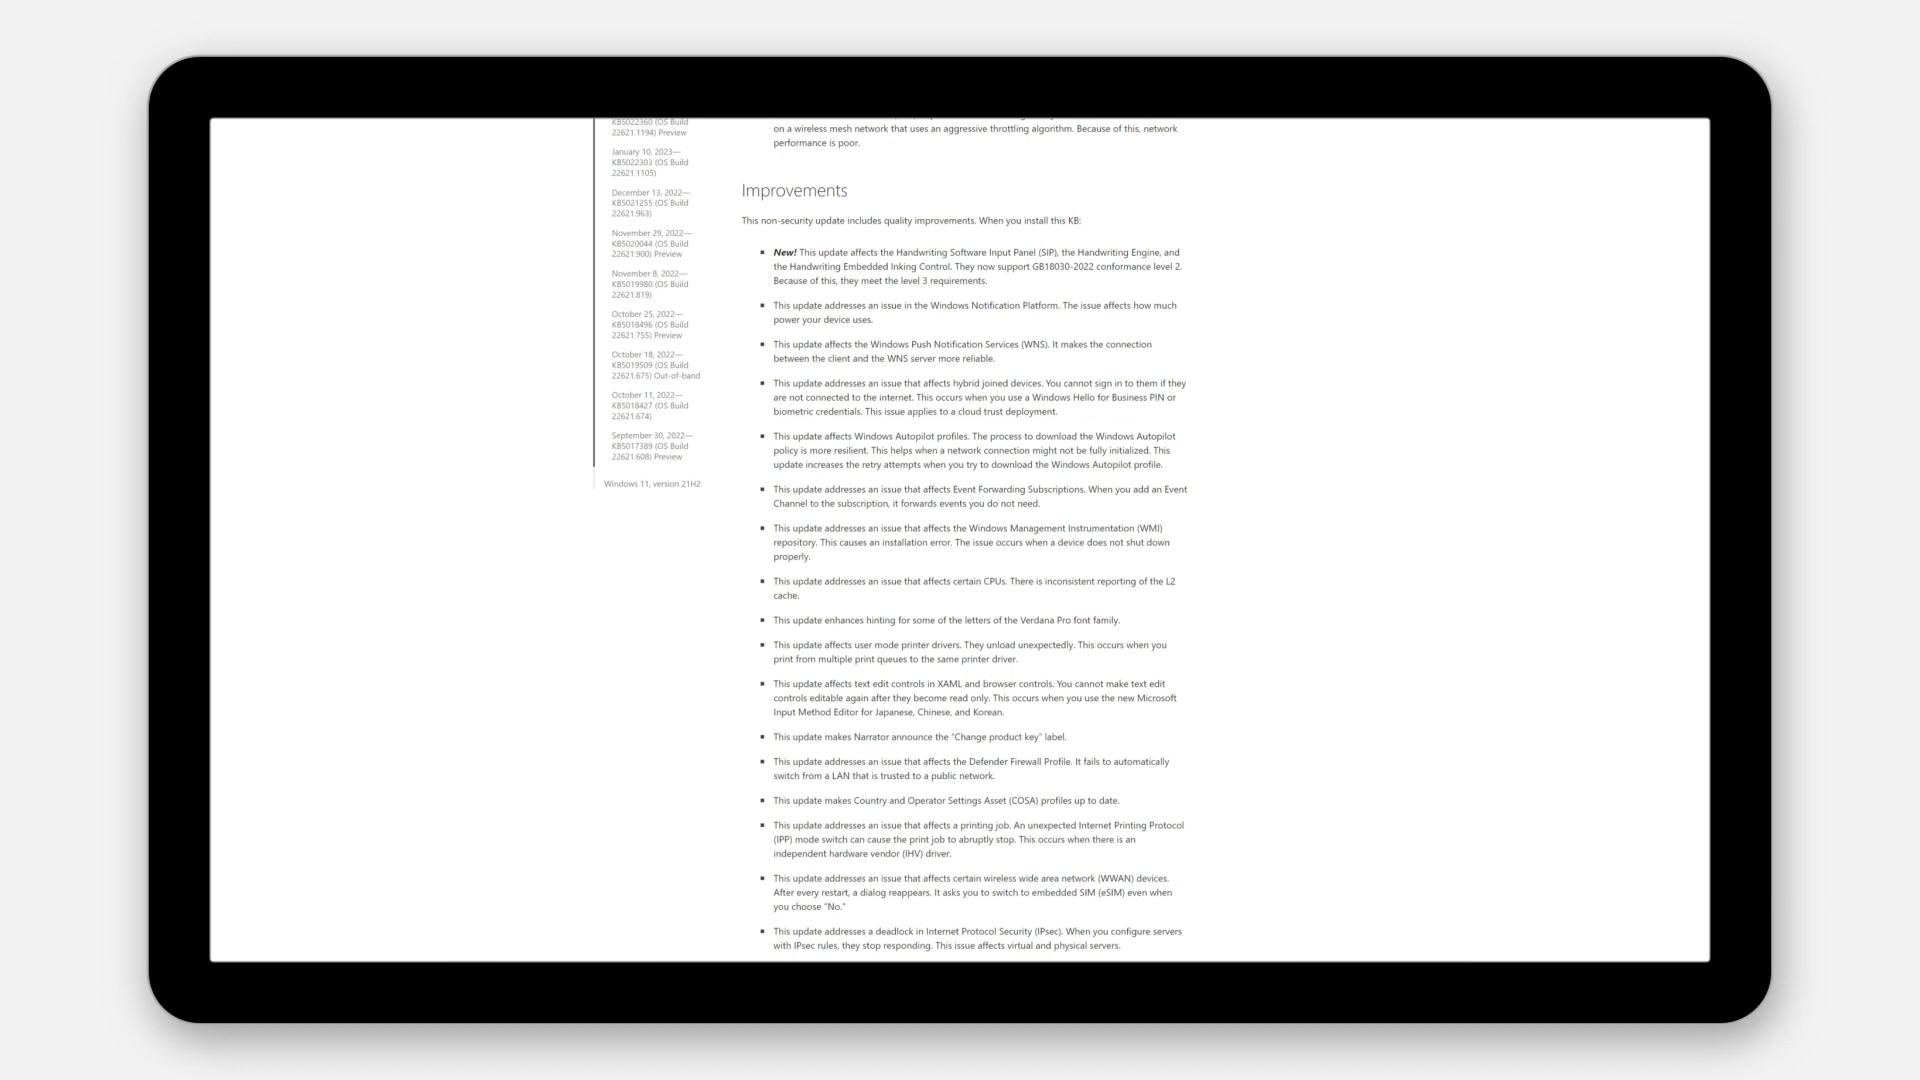 KB5022360 (OS Build
22621.1194) Preview
January 10, 2023—
KB5022303 (OS Build
22621.1105)
December 13, 2022—
KB5021255 (OS Build
22621.963)
November 29, 2022—
KB5020044 (OS Build
22621.900) Preview
November 8, 2022—
KB5019980 (OS Build
22621.819)
October 25, 2022—
KB5018496 (OS Build
22621.755) Preview
October 18, 2022—
KB5019509 (OS Build
22621.675) Out-of-band
October 11, 2022—
KB5018427 (OS Build
22621.674)
September 30, 2022—
KB5017389 (OS Build
22621.608) Preview
Windows 11, version 21H2
on a wireless mesh network that uses an aggressive throttling algorithm. Because of this, network
performance is poor.
Improvements
This non-security update includes quality improvements. When you install this KB:
▪ New! This update affects the Handwriting Software Input Panel (SIP), the Handwriting Engine, and
the Handwriting Embedded Inking Control. They now support GB18030-2022 conformance level 2.
Because of this, they meet the level 3 requirements.
▪ This update addresses an issue in the Windows Notification Platform. The issue affects how much
power your device uses.
▪ This update affects the Windows Push Notification Services (WNS). It makes the connection
between the client and the WNS server more reliable.
▪ This update addresses an issue that affects hybrid joined devices. You cannot sign in to them if they
are not connected to the internet. This occurs when you use a Windows Hello for Business PIN or
biometric credentials. This issue applies to a cloud trust deployment.
▪ This update affects Windows Autopilot profiles. The process to download the Windows Autopilot
policy is more resilient. This helps when a network connection might not be fully initialized. This
update increases the retry attempts when you try to download the Windows Autopilot profile.
▪ This update addresses an issue that affects Event Forwarding Subscriptions. When you add an Event
Channel to the subscription, it forwards events you do not need.
▪ This update addresses an issue that affects the Windows Management Instrumentation (WMI)
repository. This causes an installation error. The issue occurs when a device does not shut down
properly.
▪ This update addresses an issue that affects certain CPUs. There is inconsistent reporting of the L2
cache.
▪ This update enhances hinting for some of the letters of the Verdana Pro font family.
▪ This update affects user mode printer drivers. They unload unexpectedly. This occurs when you
print from multiple print queues to the same printer driver.
▪ This update affects text edit controls in XAML and browser controls. You cannot make text edit
controls editable again after they become read only. This occurs when you use the new Microsoft
Input Method Editor for Japanese, Chinese, and Korean.
▪ This update makes Narrator announce the "Change product key" label.
▪ This update addresses an issue that affects the Defender Firewall Profile. It fails to automatically
switch from a LAN that is trusted to a public network.
▪ This update makes Country and Operator Settings Asset (COSA) profiles up to date.
▪ This update addresses an issue that affects a printing job. An unexpected Internet Printing Protocol
(IPP) mode switch can cause the print job to abruptly stop. This occurs when there is an
independent hardware vendor (IHV) driver.
▪ This update addresses an issue that affects certain wireless wide area network (WWAN) devices.
After every restart, a dialog reappears. It asks you to switch to embedded SIM (eSIM) even when
you choose "No."
▪ This update addresses a deadlock in Internet Protocol Security (IPsec). When you configure servers
with IPsec rules, they stop responding. This issue affects virtual and physical servers.